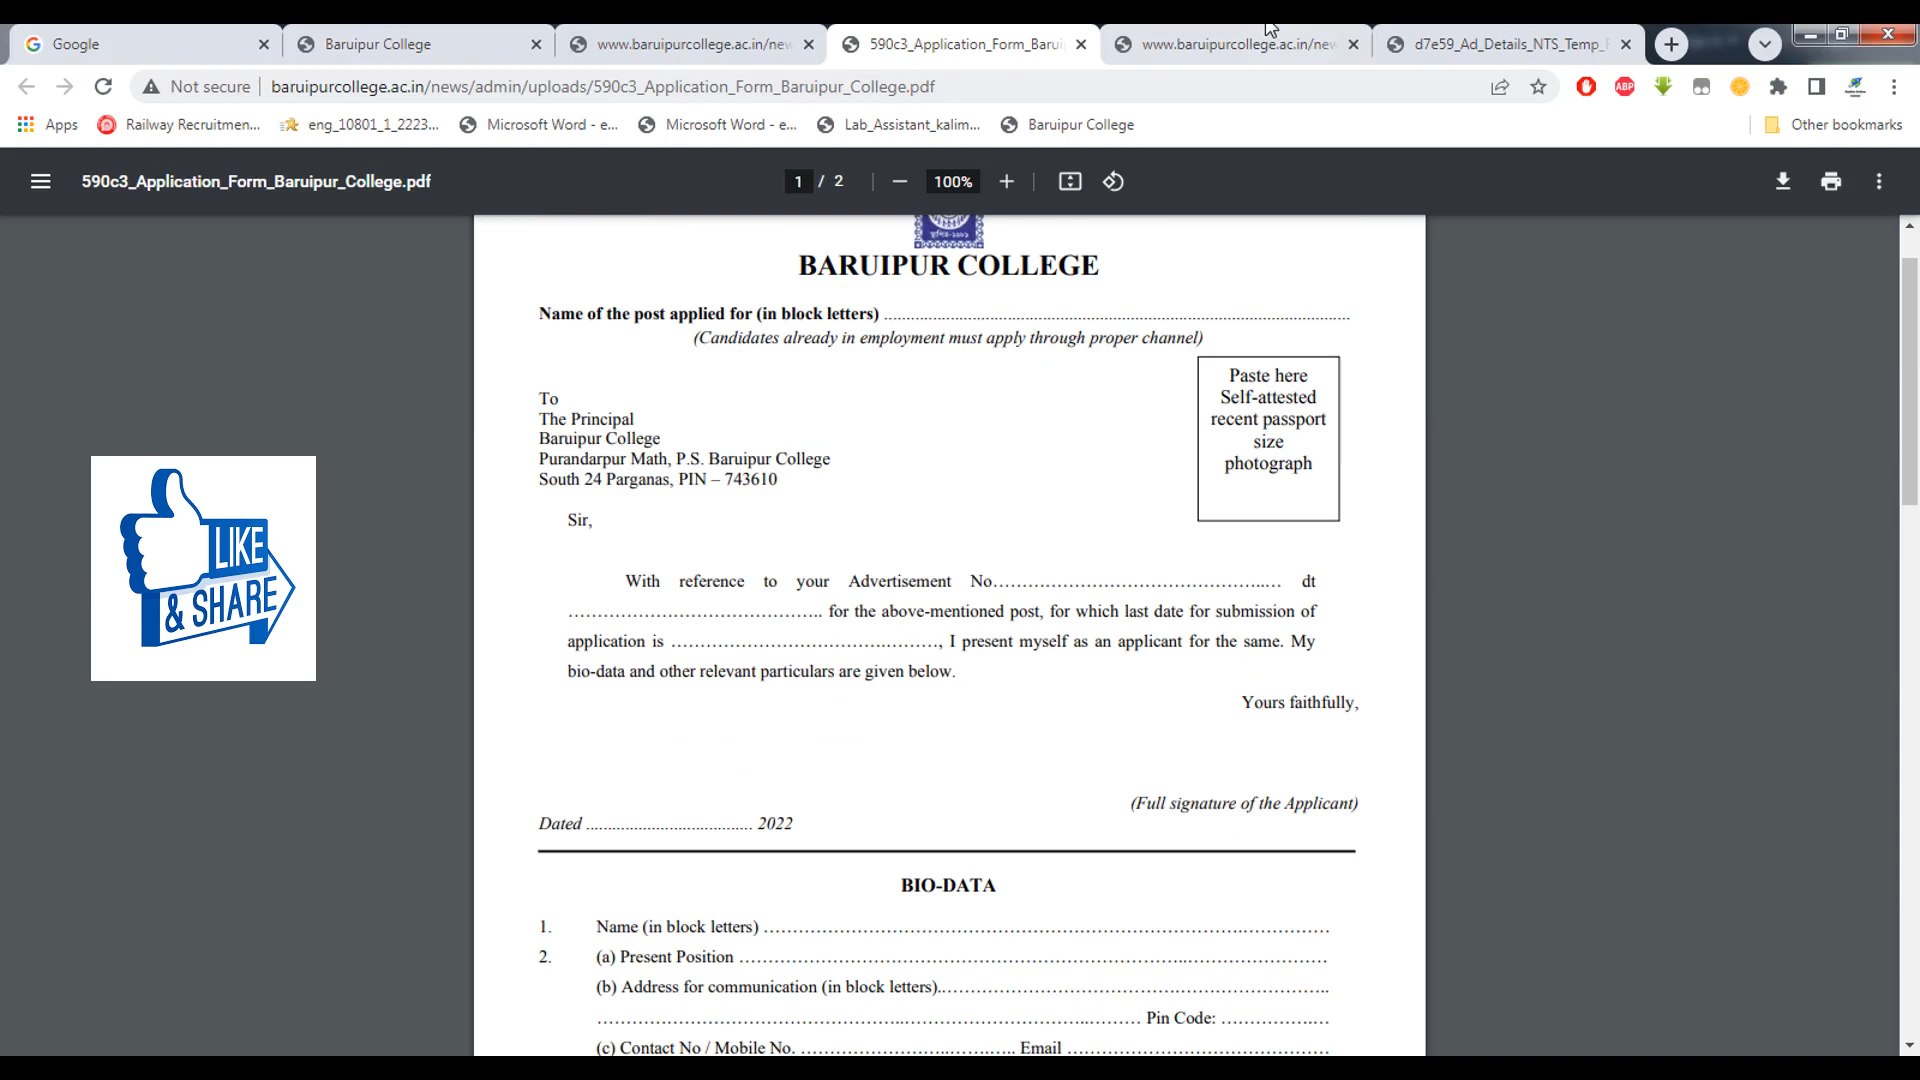 Google
Baruipur College
www.baruipurcollege.ac.in/new
590c3_Application_Form_Barui
www.baruipurcollege.ac.in/new
d7e59_Ad_Details_NTS_Temp_
Not secure
baruipurcollege.ac.in/news/admin/uploads/590c3_Application_Form_Baruipur_College.pdf
ABP
Apps
Railway Recruitmen...
eng_10801_1_2223...
Microsoft Word - e...
Microsoft Word - e...
Lab_Assistant_kalim...
Baruipur College
Other bookmarks
590c3_Application_Form_Baruipur_College.pdf
1 / 2
100%
BARUIPUR COLLEGE
Name of the post applied for (in block letters) ....................................................................................................
(Candidates already in employment must apply through proper channel)
Paste here
Self-attested
recent passport
size
photograph
To
The Principal
Baruipur College
Purandarpur Math, P.S. Baruipur College
South 24 Parganas, PIN – 743610
LIKE
& SHARE
Sir,
With reference to your Advertisement No………………………………………..… dt
…………………………………….. for the above-mentioned post, for which last date for submission of
application is ……………………………….………, I present myself as an applicant for the same. My
bio-data and other relevant particulars are given below.
Yours faithfully,
(Full signature of the Applicant)
Dated .................................... 2022
BIO-DATA
1. Name (in block letters) …………………………………………………………………….……………
2. (a) Present Position …………………………………………………………………..……………………
(b) Address for communication (in block letters)..………………………………….……………………..
……………………………………………..…………………………..……… Pin Code: …………….…
(c) Contact No / Mobile No. ……………………..…….….. Email ………………………………………